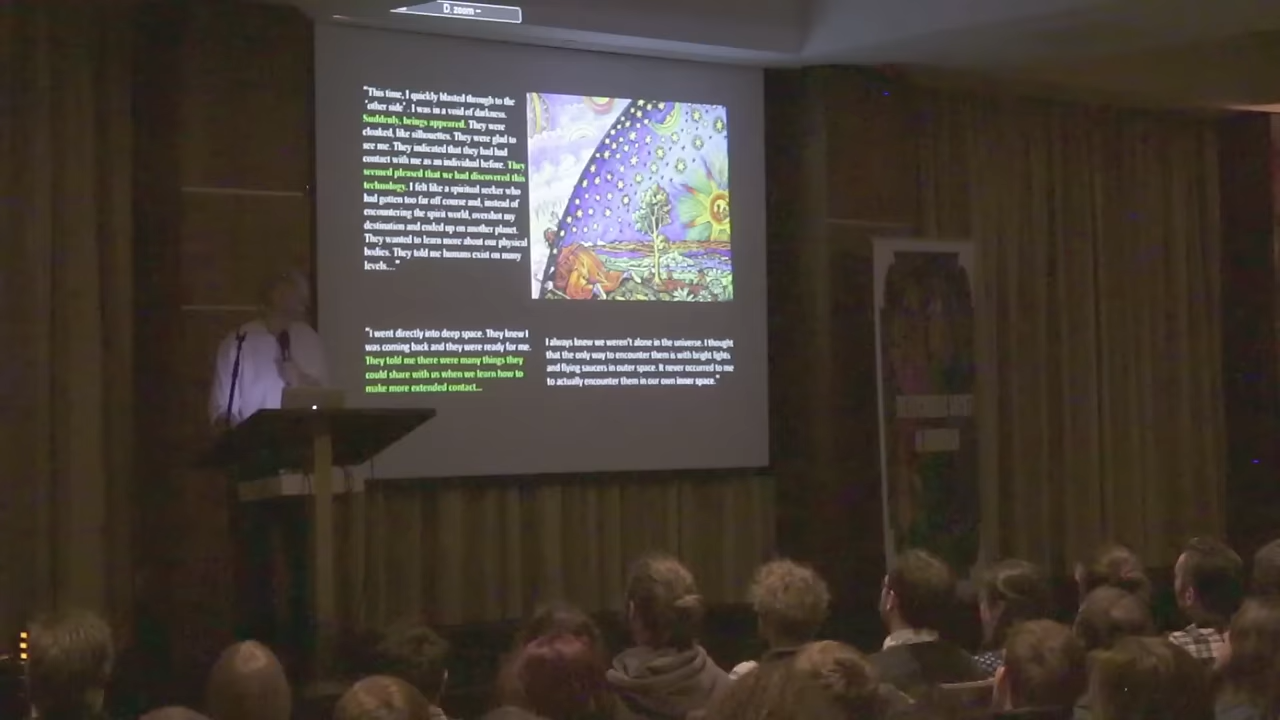 D. zoom -
"This time, I quickly blasted through to the
'other side'. I was in a void of darkness.
Suddenly, beings appeared. They were
cloaked, like silhouettes. They were glad to
see me. They indicated that they had had
contact with me as an individual before. They
seemed pleased that we had discovered this
technology. I felt like a spiritual seeker who
had gotten too far off course and, instead of
encountering the spirit world, overshot my
destination and ended up on another planet.
They wanted to learn more about our physical
bodies. They told me humans exist on many
levels..."
"I went directly into deep space. They knew I
was coming back and they were ready for me.
They told me there were many things they
could share with us when we learn how to
make more extended contact...
I always knew we weren't alone in the universe. I thought
that the only way to encounter them is with bright lights
and flying saucers in outer space. It never occurred to me
to actually encounter them in our own inner space."